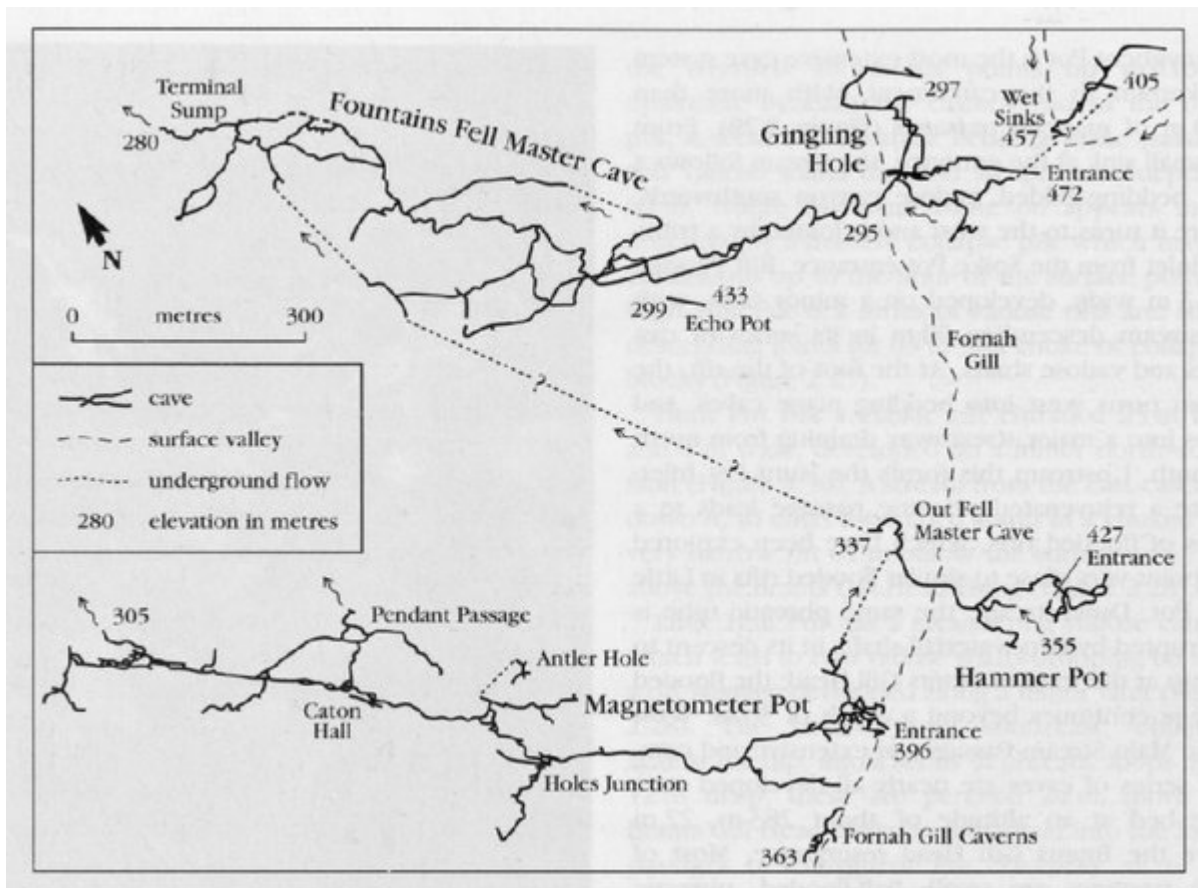 Terminal
Sump
280
Fountains Fell Master Cave
297
405
Wet
Sinks
457
Gingling
Hole
Entrance
472
295
N
433
299
Echo Pot
0 metres 300
Fornah
Gill
cave
surface valley
underground flow
280 elevation in metres
Out Fell
Master Cave
337
427
Entrance
355
Hammer Pot
305
Pendant Passage
Antler Hole
Magnetometer Pot
Caton
Hall
Entrance
396
Holes Junction
Fornah Gill Caverns
363